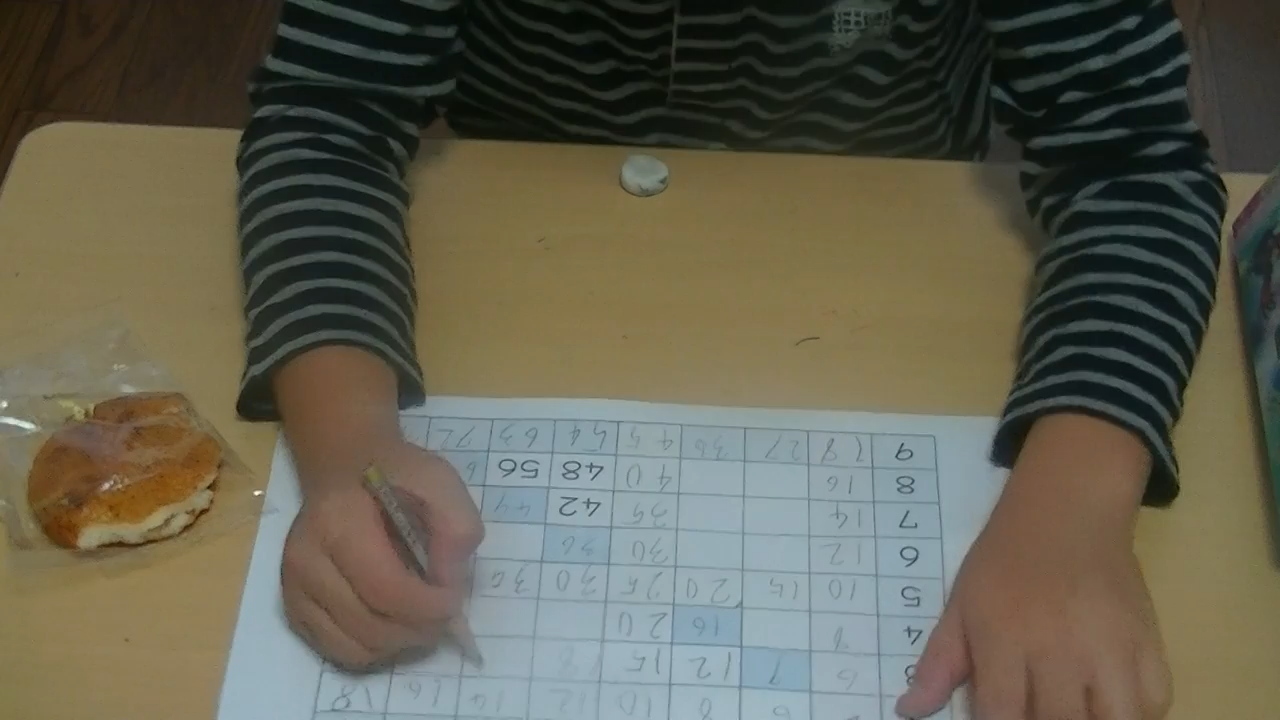 6 8 10 12 14 16 18
3 6 12 15 18
4 8 16 20
5 10 15 20 25 30 35
6 12 30 36
7 14 35 42 49
8 16 40 48 56
9 18 27 36 45 54 63 72